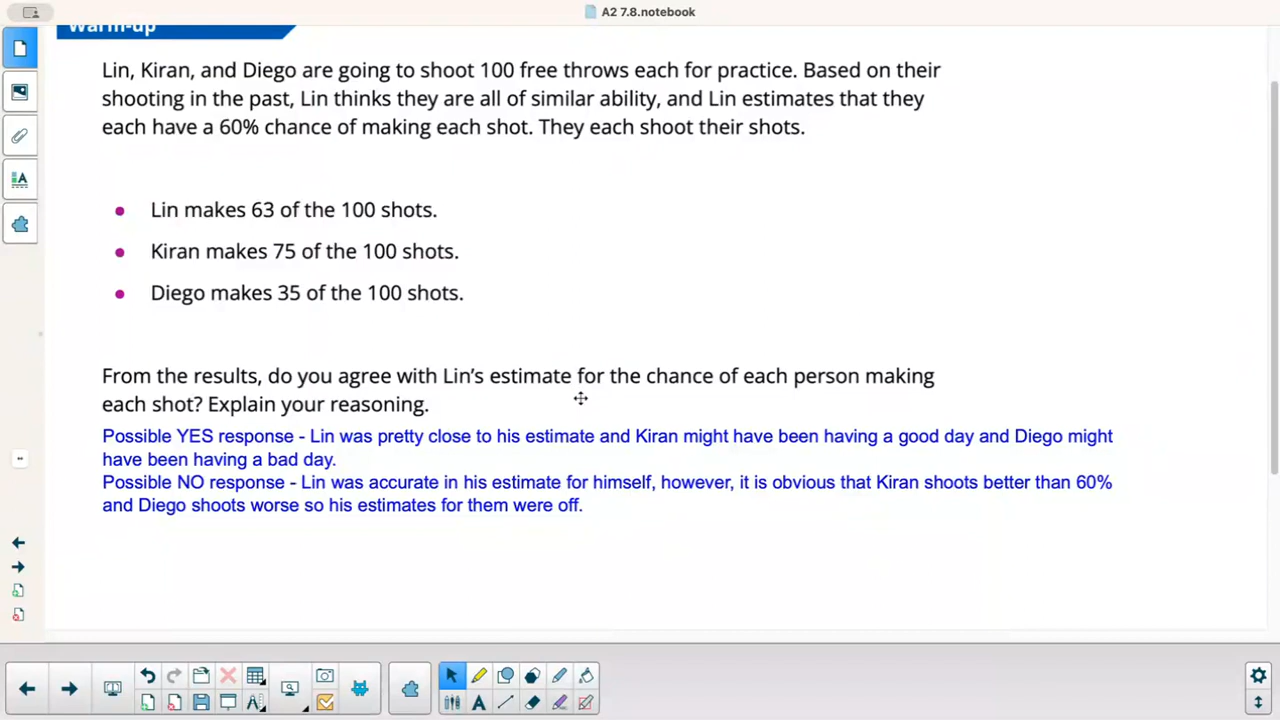 A2 7.8.notebook
Warm-up
Lin, Kiran, and Diego are going to shoot 100 free throws each for practice. Based on their
shooting in the past, Lin thinks they are all of similar ability, and Lin estimates that they
each have a 60% chance of making each shot. They each shoot their shots.
• Lin makes 63 of the 100 shots.
• Kiran makes 75 of the 100 shots.
• Diego makes 35 of the 100 shots.
From the results, do you agree with Lin’s estimate for the chance of each person making
each shot? Explain your reasoning.
Possible YES response - Lin was pretty close to his estimate and Kiran might have been having a good day and Diego might
have been having a bad day.
Possible NO response - Lin was accurate in his estimate for himself, however, it is obvious that Kiran shoots better than 60%
and Diego shoots worse so his estimates for them were off.